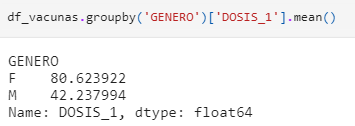 df_vacunas.groupby('GENERO')['DOSIS_1'].mean()
GENERO
F    80.623922
M    42.237994
Name: DOSIS_1, dtype: float64